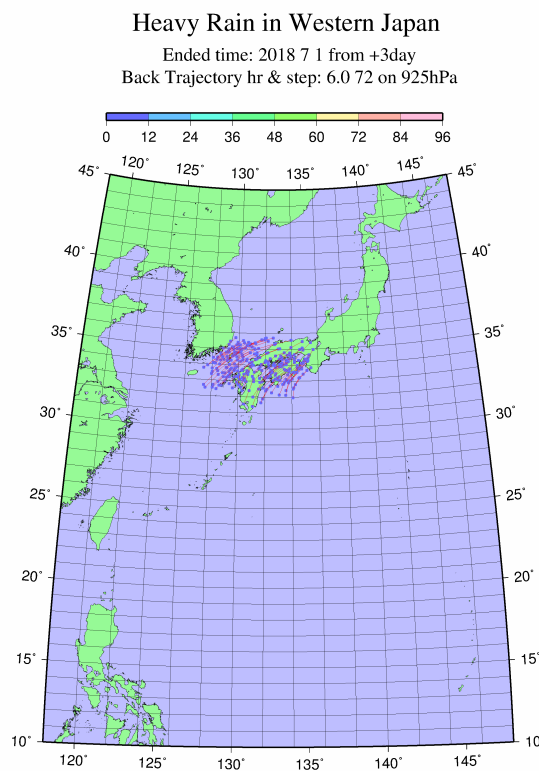 Heavy Rain in Western Japan
Ended time: 2018 7 1 from +3day
Back Trajectory hr & step: 6.0 72 on 925hPa
0 12 24 36 48 60 72 84 96
45° 120° 125° 130° 135° 140° 145° 45°
40° 40°
35° 35°
30° 30°
25° 25°
20° 20°
15° 15°
10° 10°
120° 125° 130° 135° 140° 145°